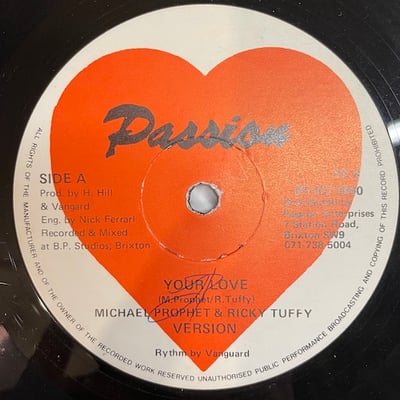 Passion
SIDE A
Prod. by H. Hill
& Vangard
Eng. by Nick Ferrari
Recorded & Mixed
at B.P. Studios, Brixton
Enterprises
7 Station Road,
Brixton SW9
071-738 5004
YOUR LOVE
(M.Prophet/R.Tuffy)
MICHAEL PROPHET & RICKY TUFFY
VERSION
Rythm by Vanguard
ALL RIGHTS OF THE MANUFACTURER AND OF THE OWNER OF THE RECORDED WORK RESERVED UNAUTHORISED PUBLIC PERFORMANCE BROADCASTING AND COPYING OF THIS RECORD PROHIBITED